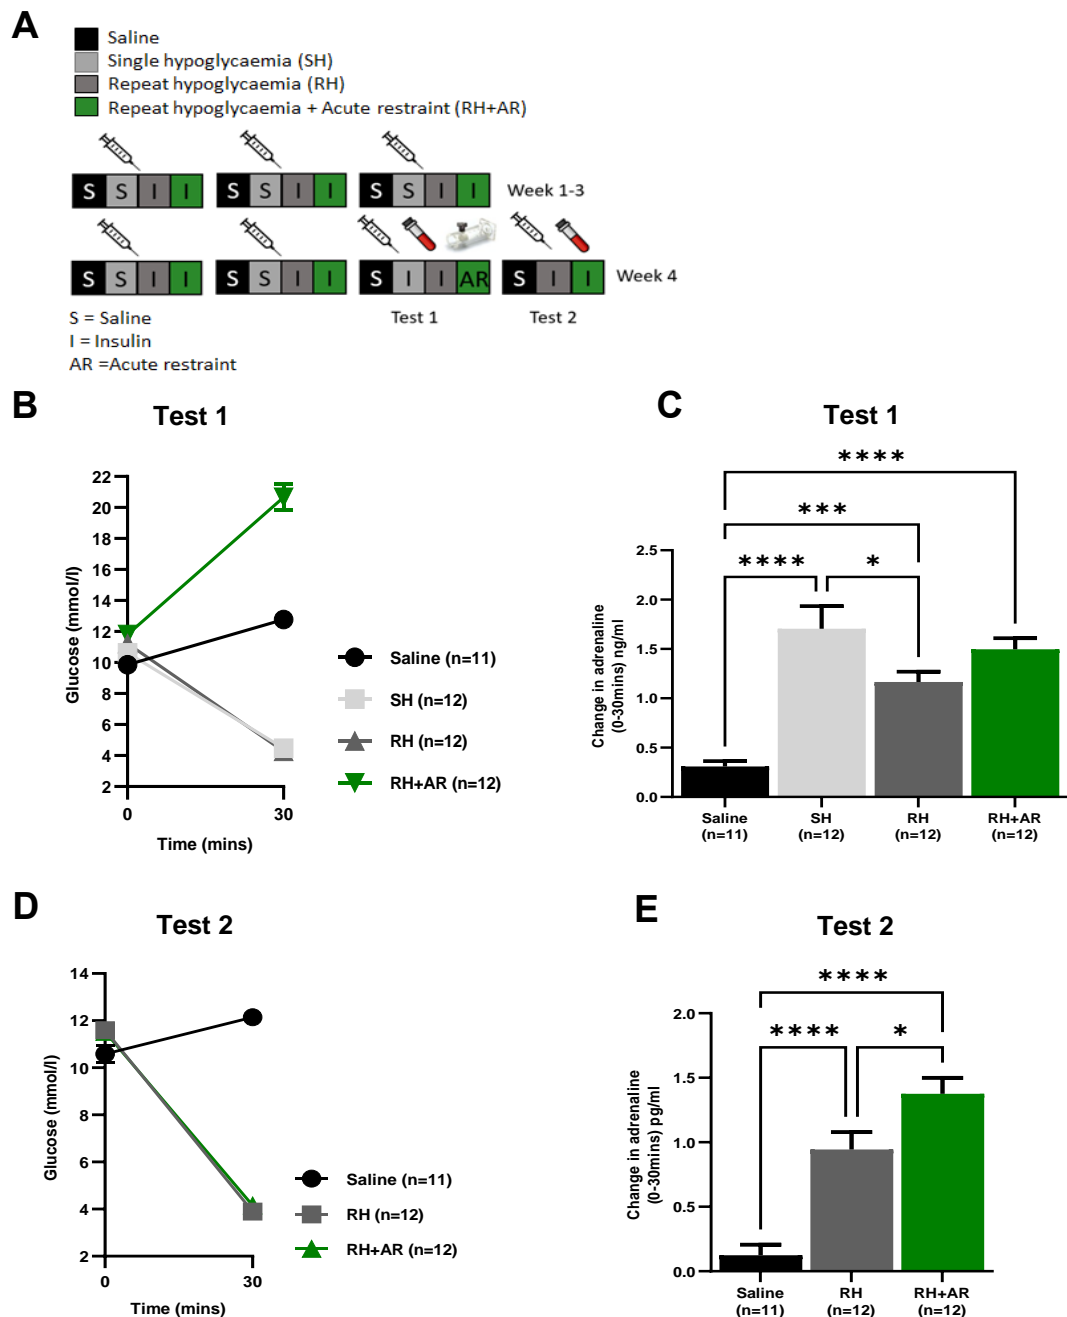 A
Saline
Single hypoglycaemia (SH)
Repeat hypoglycaemia (RH)
Repeat hypoglycaemia + Acute restraint (RH+AR)
S S I I S S I I S S I I Week 1-3
S S I I S S I I S I I AR S I I Week 4
S = Saline
I = Insulin
AR =Acute restraint
Test 1 Test 2
B
Test 1
Glucose (mmol/l)
22
20
18
16
14
12
10
8
6
4
2
0 30
Time (mins)
Saline (n=11)
SH (n=12)
RH (n=12)
RH+AR (n=12)
C
Test 1
****
***
**** *
Change in adrenaline
(0-30mins) ng/ml
2.5
2.0
1.5
1.0
0.5
0.0
Saline SH RH RH+AR
(n=11) (n=12) (n=12) (n=12)
D
Test 2
Glucose (mmol/l)
14
12
10
8
6
4
2
0 30
Time (mins)
Saline (n=11)
RH (n=12)
RH+AR (n=12)
E
Test 2
****
**** *
Change in adrenaline
(0-30mins) pg/ml
2.0
1.5
1.0
0.5
0.0
Saline RH RH+AR
(n=11) (n=12) (n=12)